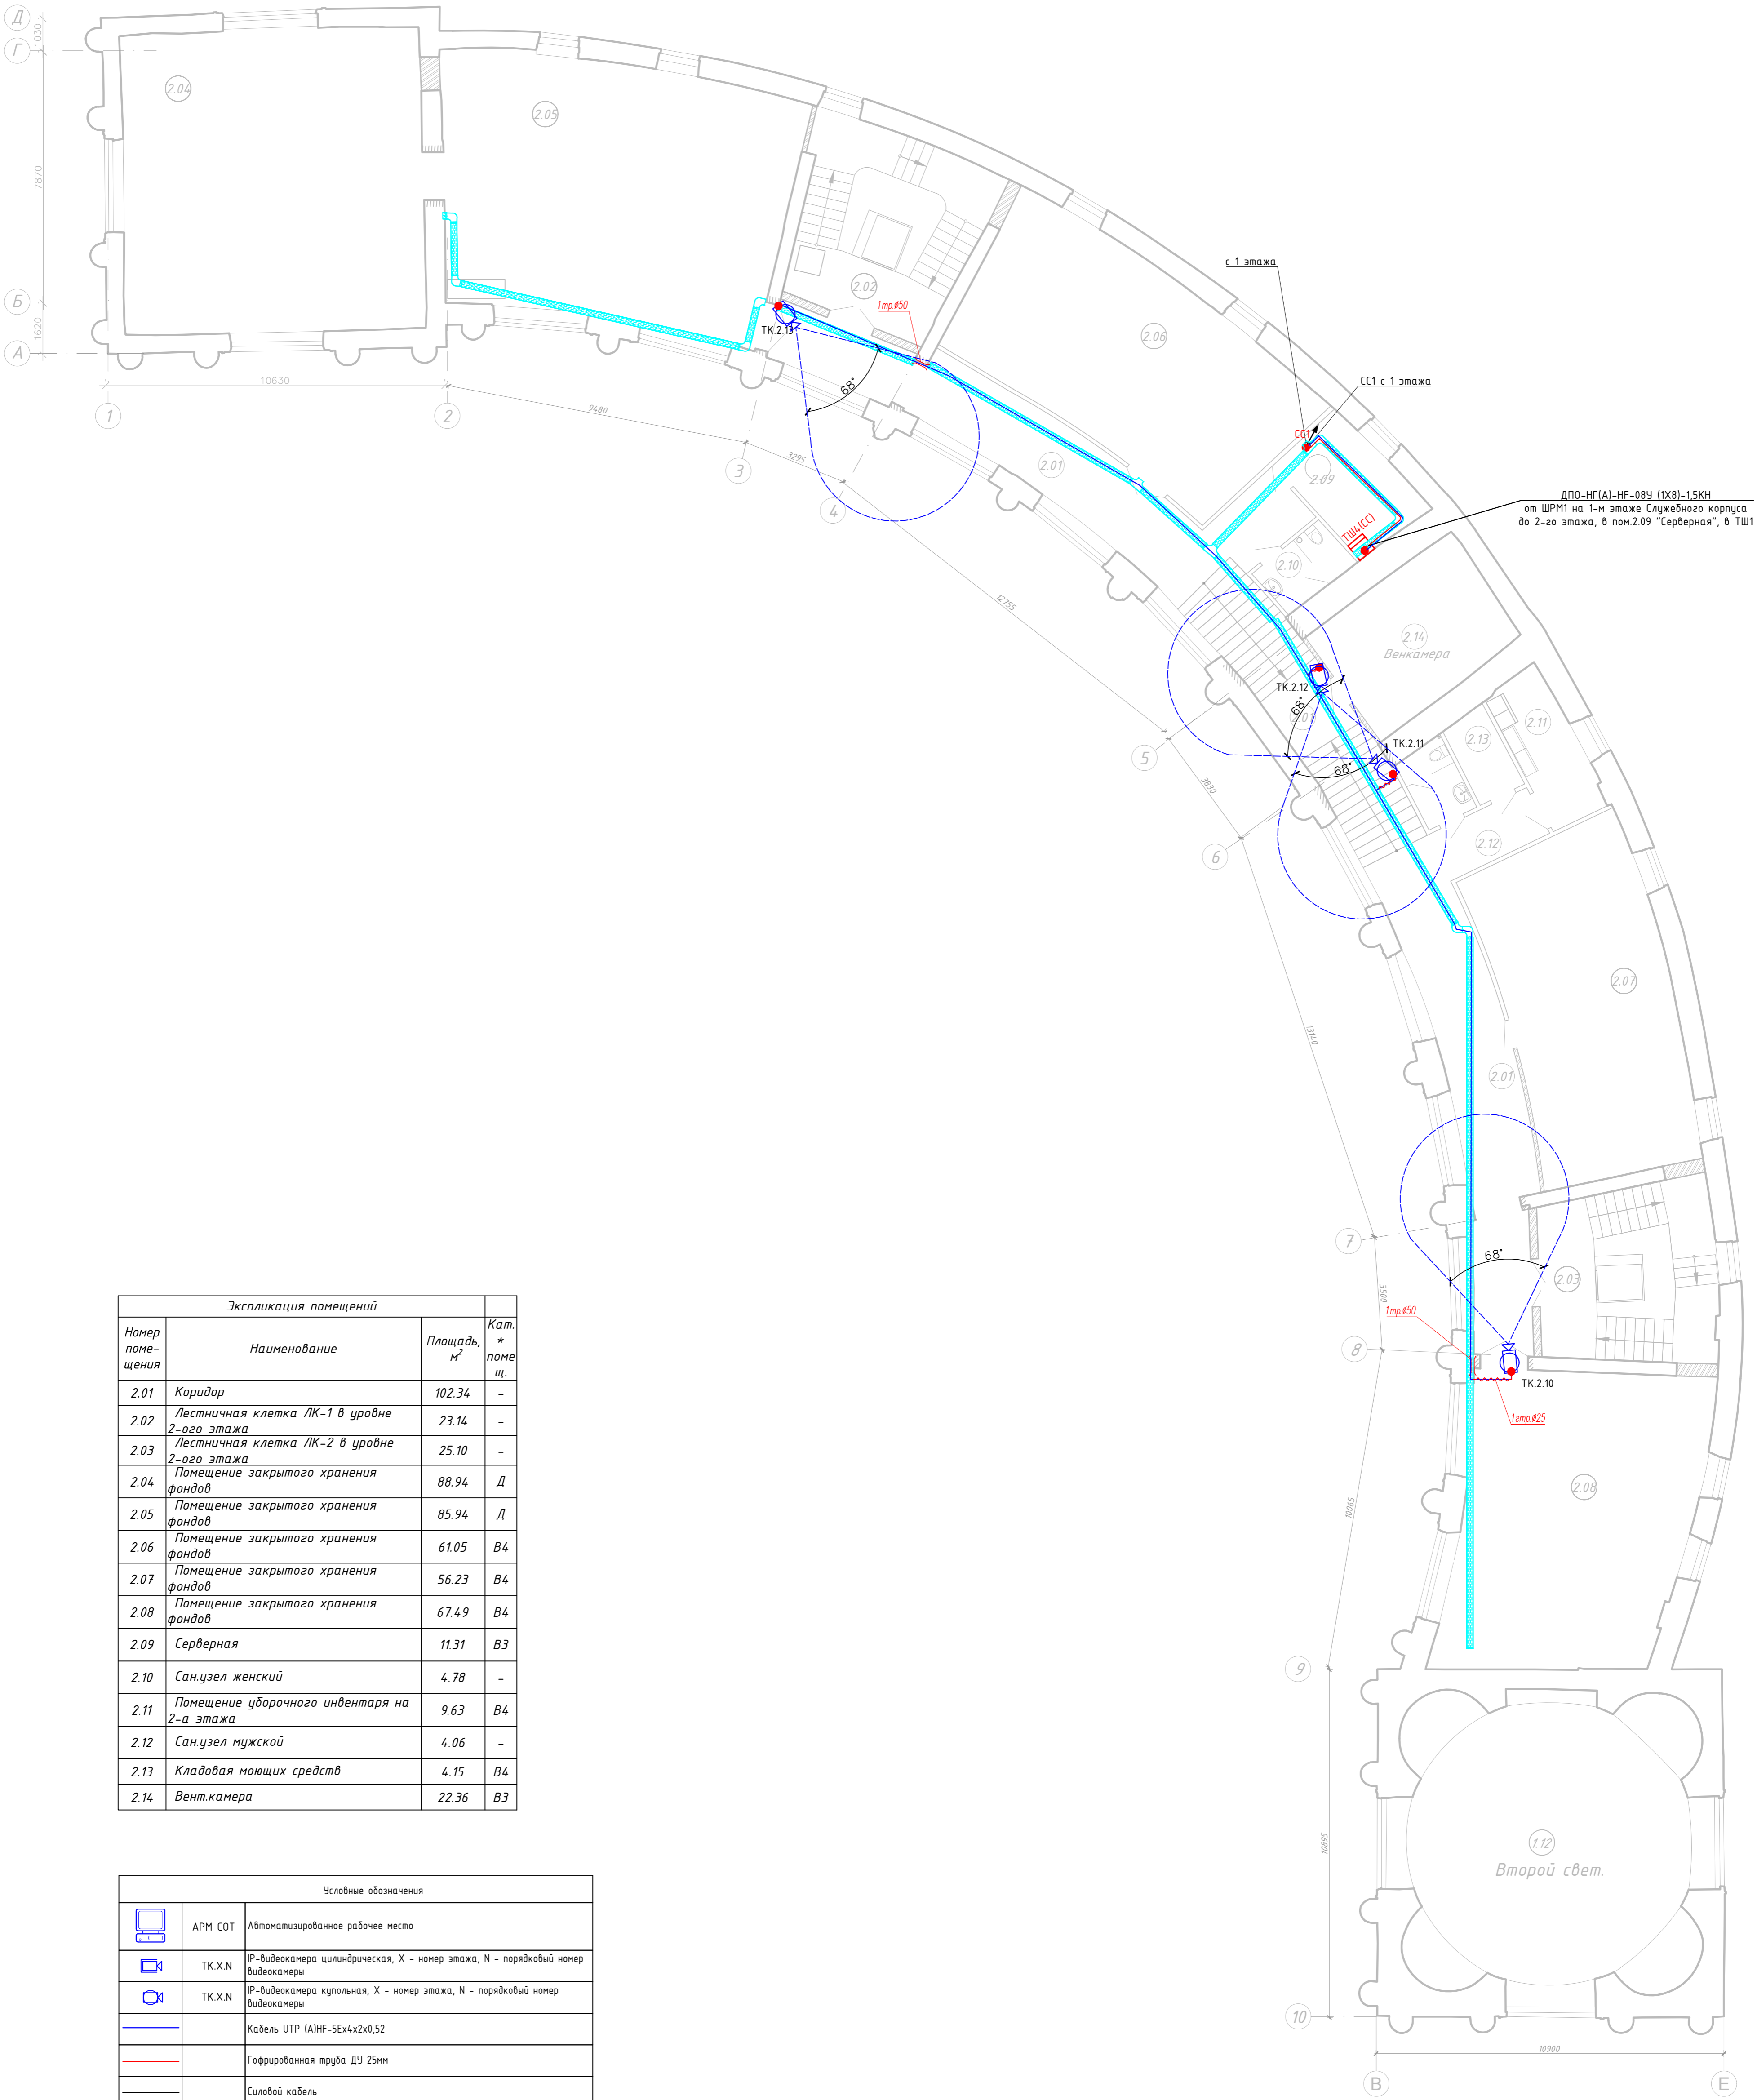 Д
Г
Б
А
1030
7870
1620
2.04
2.05
2.02
10630
1
2
9480
3
3295
4
12755
5
3830
6
13140
7
3500
8
10065
9
10895
10
10900
В
Е
ТК.2.13
68°
1тр.Ø50
2.01
2.06
с 1 этажа
СС1 с 1 этажа
СС1
2.09
ТШ4(СС)
ДПО-НГ(А)-HF-08У (1Х8)-1,5КН
от ШРМ1 на 1-м этаже Служебного корпуса
до 2-го этажа, в пом.2.09 "Серверная", в ТШ1
2.10
2.14
Венкамера
ТК.2.12
68°
2.01
ТК.2.11
68°
2.13
2.11
2.12
2.07
2.01
68°
2.03
1тр.Ø50
ТК.2.10
1гтр.Ø25
2.08
1.12
Второй свет.
Экспликация помещений
Номер поме-щения Наименование Площадь, м² Кат. * поме щ.
2.01 Коридор 102.34 -
2.02 Лестничная клетка ЛК-1 в уровне
2-ого этажа 23.14 -
2.03 Лестничная клетка ЛК-2 в уровне
2-ого этажа 25.10 -
2.04 Помещение закрытого хранения
фондов 88.94 Д
2.05 Помещение закрытого хранения
фондов 85.94 Д
2.06 Помещение закрытого хранения
фондов 61.05 В4
2.07 Помещение закрытого хранения
фондов 56.23 В4
2.08 Помещение закрытого хранения
фондов 67.49 В4
2.09 Серверная 11.31 В3
2.10 Сан.узел женский 4.78 -
2.11 Помещение уборочного инвентаря на
2-а этажа 9.63 В4
2.12 Сан.узел мужской 4.06 -
2.13 Кладовая моющих средств 4.15 В4
2.14 Вент.камера 22.36 В3
Условные обозначения
АРМ СОТ Автоматизированное рабочее место
ТК.X.N IP-видеокамера цилиндрическая, X - номер этажа, N - порядковый номер
видеокамеры
ТК.X.N IP-видеокамера купольная, X - номер этажа, N - порядковый номер
видеокамеры
Кабель UTP (А)HF-5Ех4х2х0,52
Гофрированная труба ДУ 25мм
Силовой кабель